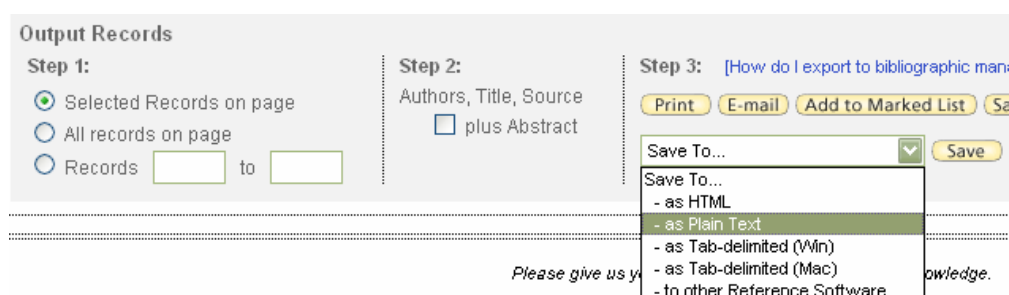 Output Records
Step 1:
Selected Records on page
All records on page
Records to
Step 2:
Authors, Title, Source
plus Abstract
Step 3: [How do I export to bibliographic
Print E-mail Add to Marked List
Save To... Save
Save To...
- as HTML
- as Plain Text
- as Tab-delimited (Win)
- as Tab-delimited (Mac)
- to other Reference Software
Please give us